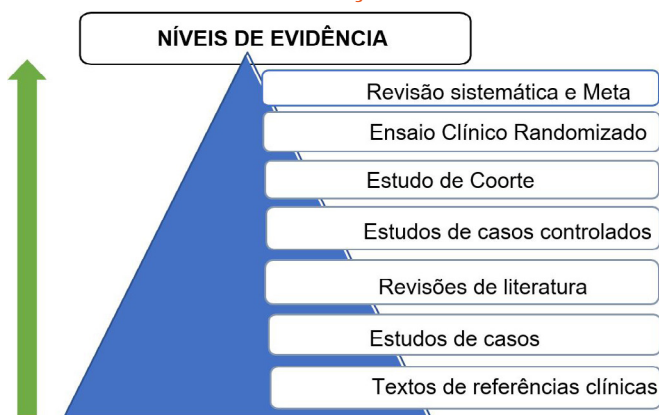 NÍVEIS DE EVIDÊNCIA
Revisão sistemática e Meta
Ensaio Clínico Randomizado
Estudo de Coorte
Estudos de casos controlados
Revisões de literatura
Estudos de casos
Textos de referências clínicas